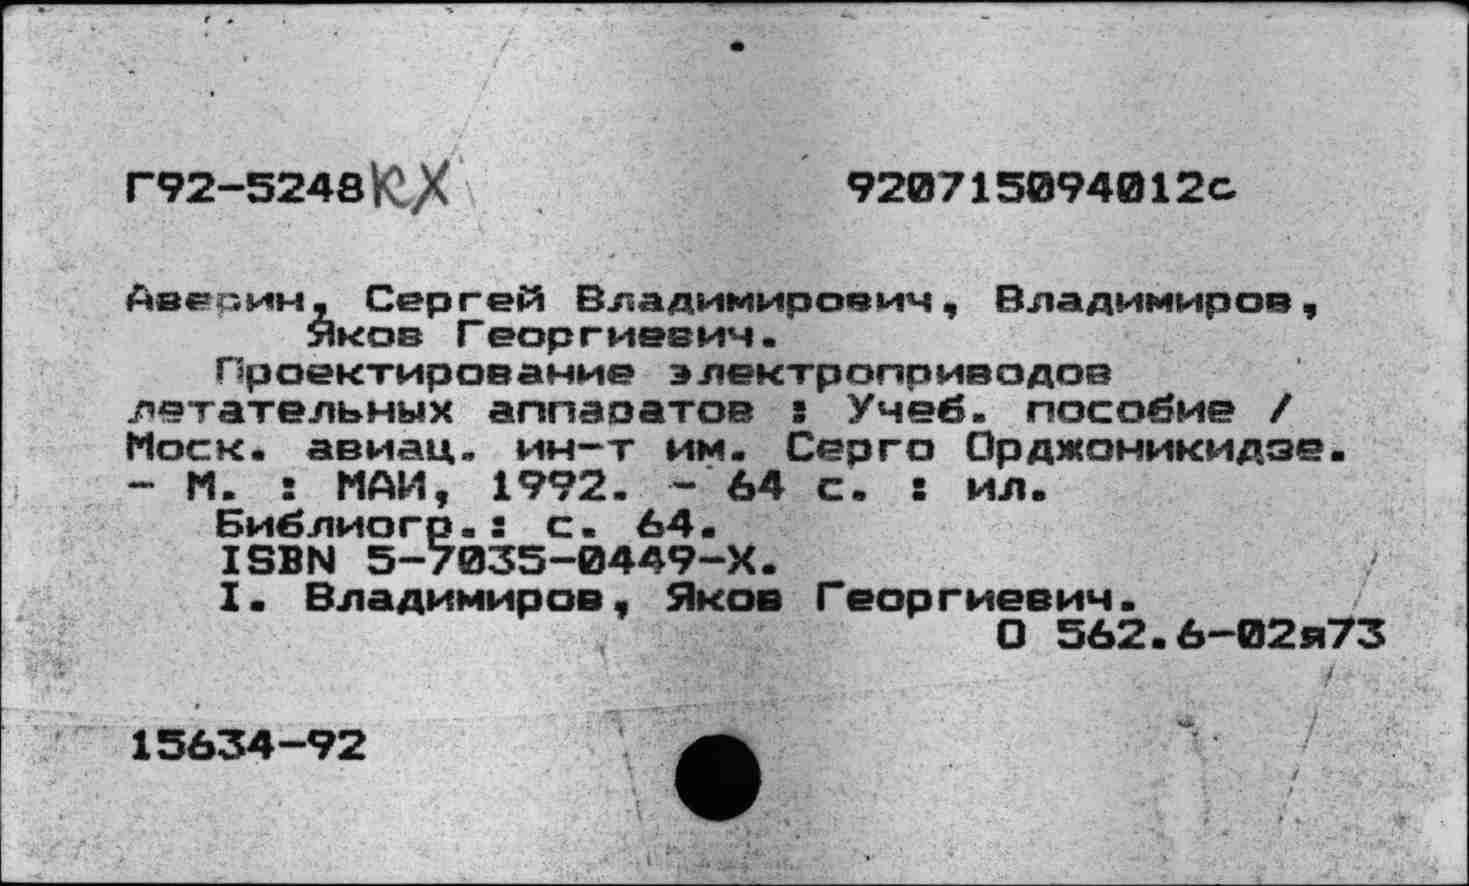 Г92-5248 КХ 920715094012с
Аверин, Сергей Владимирович, Владимиров,
Яков Георгиевич.
Проектирование электроприводов
летательных аппаратов : Учеб. пособие /
Моск. авиац. ин-т им. Серго Орджоникидзе.
- М. : МАИ, 1992. - 64 с. : ил.
Библиогр.: с. 64.
ISBN 5-7035-0449-X.
I. Владимиров, Яков Георгиевич.
О 562.6-02я73
15634-92